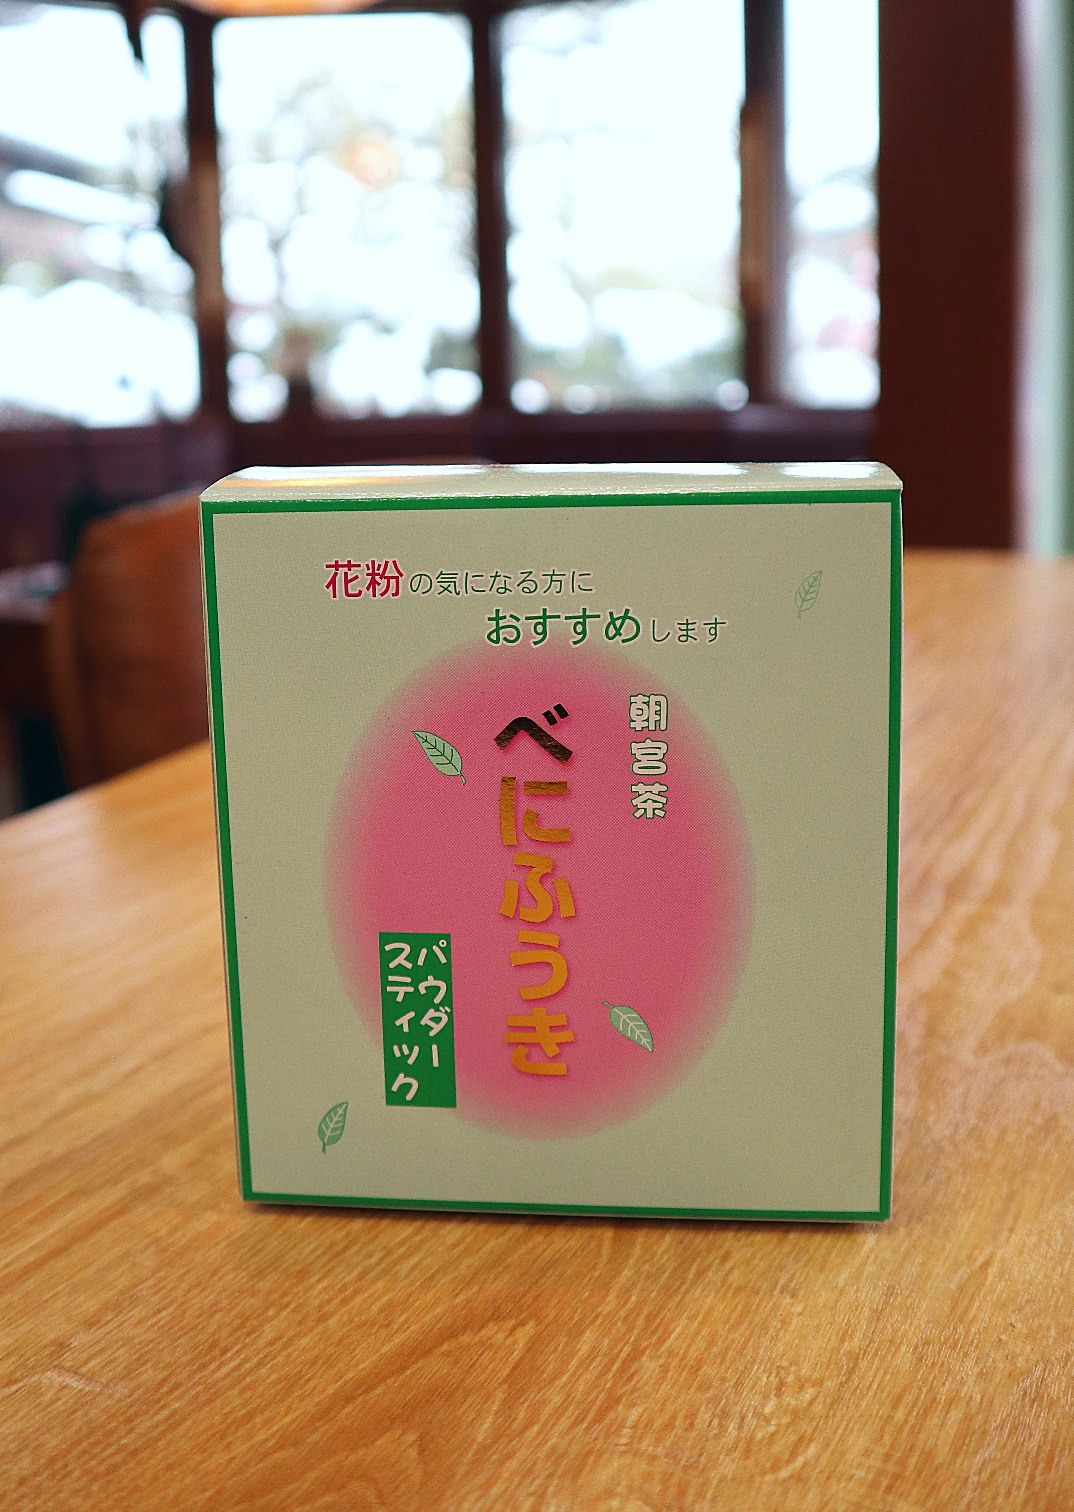 花粉の気になる方に
おすすめします
朝宮茶
べにふうき
パウダー
スティック